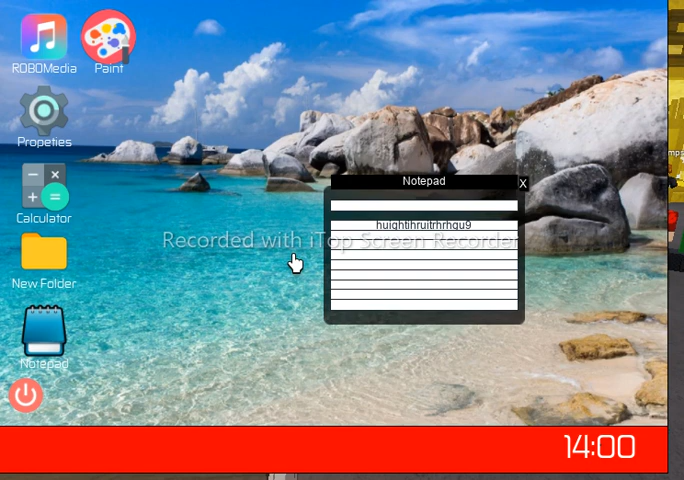 ROBOMedia
Paint
Propeties
Calculator
New Folder
Notepad
Notepad
X
huightihruitrhrhgu9
Recorded with iTop Screen Recorder
14:00